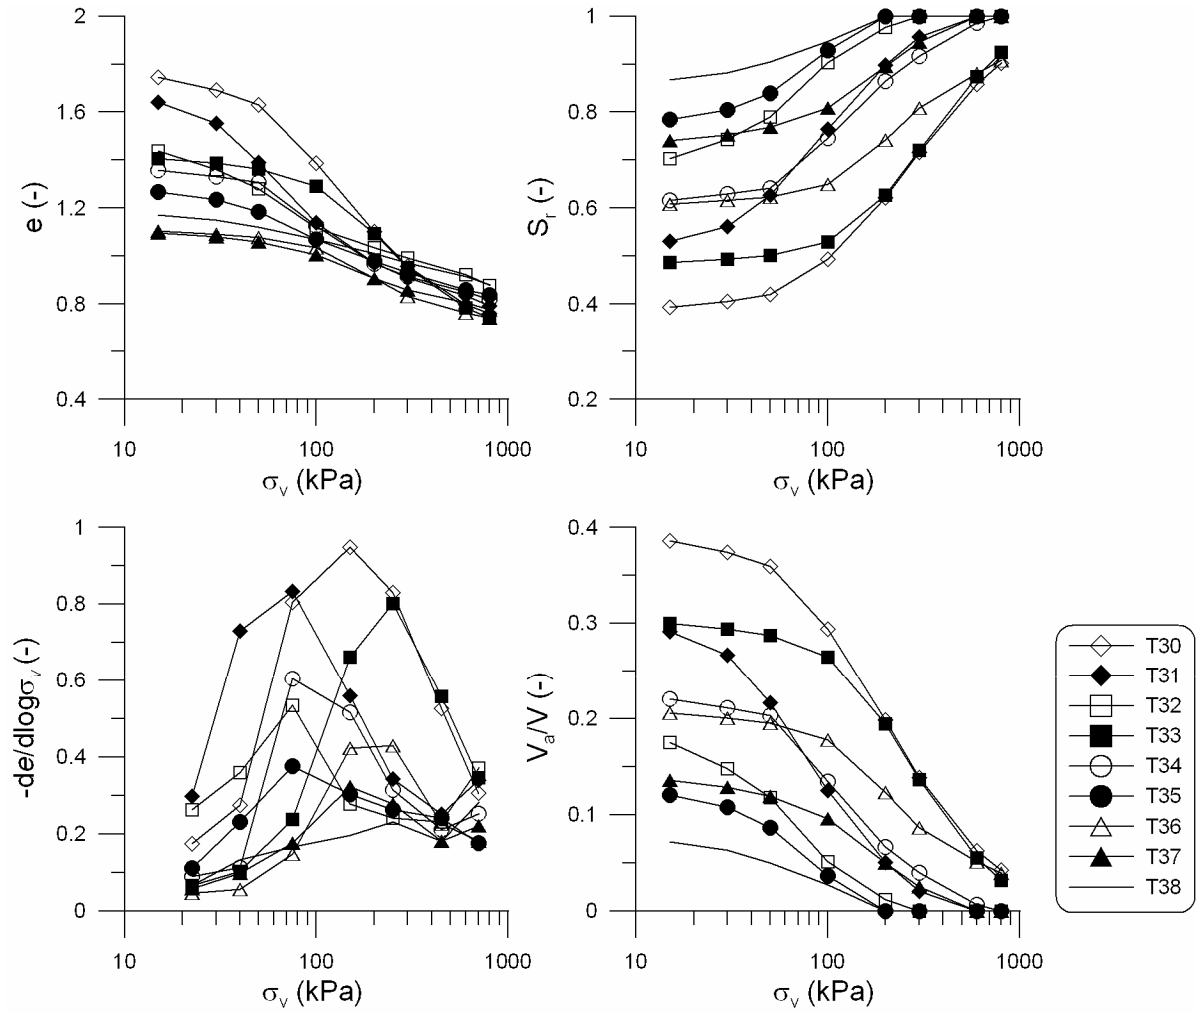 2
1.6
1.2
0.8
0.4
e (-)
10
100
1000
σv (kPa)
1
0.8
0.6
0.4
0.2
Sr (-)
10
100
1000
σv (kPa)
1
0.8
0.6
0.4
0.2
0
-de/dlogσv (-)
10
100
1000
σv (kPa)
0.4
0.3
0.2
0.1
0
Va/V (-)
10
100
1000
σv (kPa)
T30
T31
T32
T33
T34
T35
T36
T37
T38